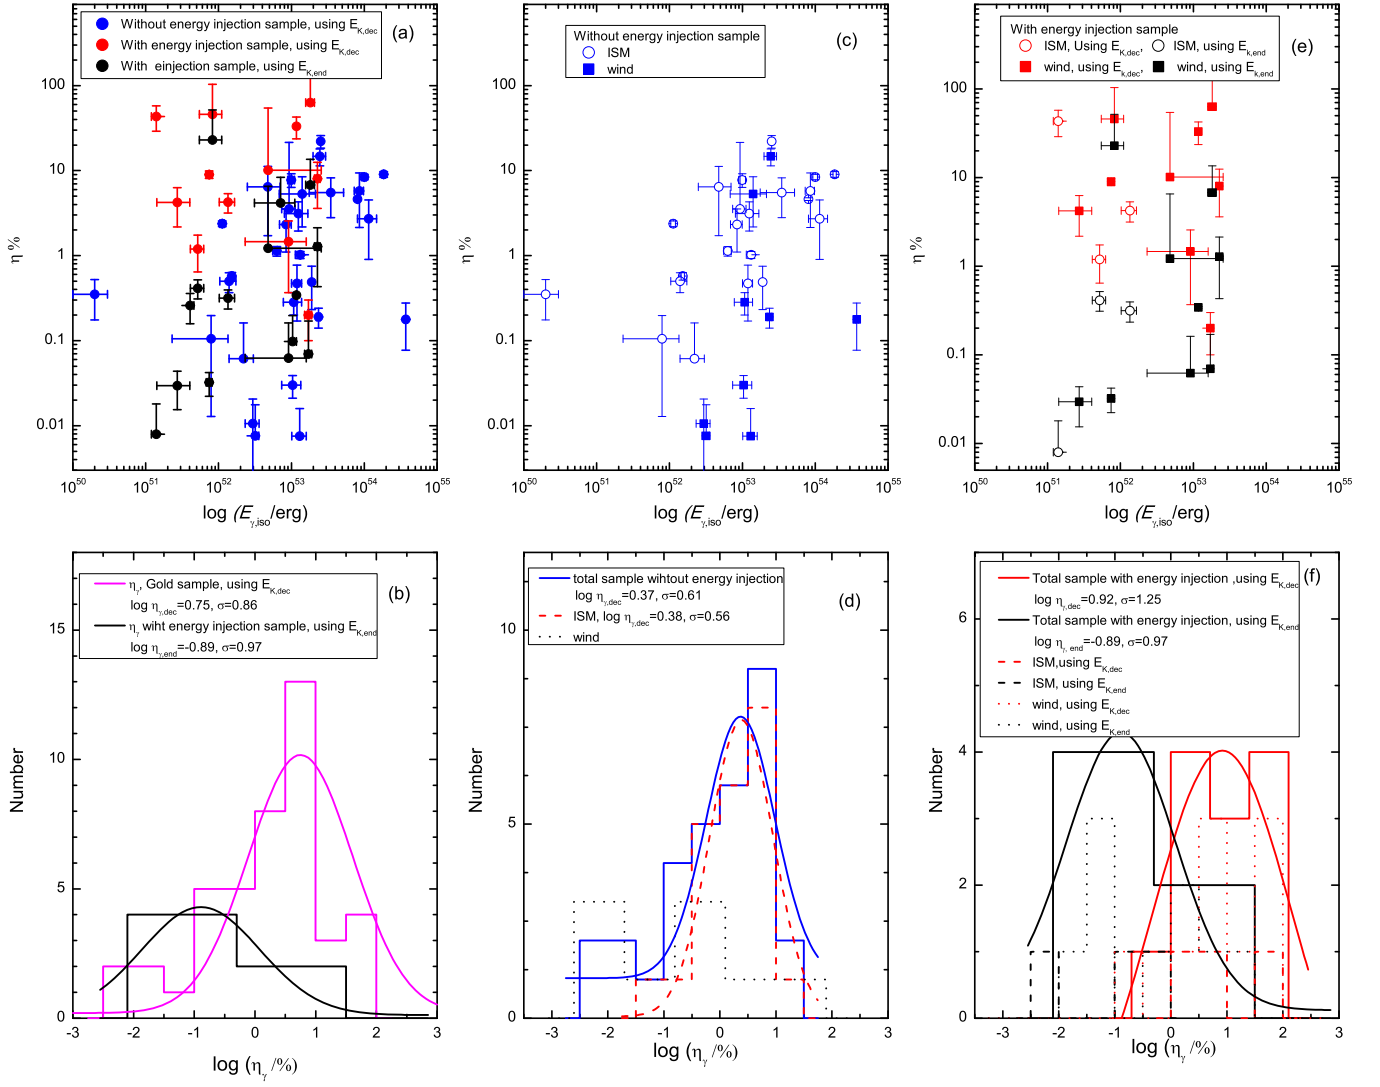 Without energy injection sample, using E_K,dec
With energy injection sample, using E_K,dec
With einjection sample, using E_K,end
(a)
100
10
1
0.1
0.01
η %
10^50 10^51 10^52 10^53 10^54 10^55
log (E_γ,iso/erg)
Without energy injection sample
ISM
wind
(c)
100
10
1
0.1
0.01
η %
10^50 10^51 10^52 10^53 10^54 10^55
log (E_γ,iso/erg)
With energy injection sample
ISM, Using E_K,dec, ISM, using E_k,end
wind, using E_k,dec, wind, using E_k,end
(e)
100
10
1
0.1
0.01
η %
10^50 10^51 10^52 10^53 10^54 10^55
log (E_γ,iso/erg)
η_γ, Gold sample, using E_K,dec
log η_γ,dec=0.75, σ=0.86
η_γ wiht energy injection sample, using E_K,end
log η_γ,end=-0.89, σ=0.97
(b)
15
10
5
0
Number
-3 -2 -1 0 1 2 3
log (η_γ /%)
total sample wihtout energy injection
log η_γ,dec=0.37, σ=0.61
ISM, log η_γ,dec=0.38, σ=0.56
wind
(d)
10
5
0
Number
-3 -2 -1 0 1 2 3
log (η_γ /%)
Total sample with energy injection ,using E_K,dec
log η_γ,dec=0.92, σ=1.25
Total sample with energy injection, using E_K,end
log η_γ, end=-0.89, σ=0.97
ISM,using E_K,dec
ISM, using E_K,end
wind, using E_K,dec
wind, using E_K,end
(f)
6
4
2
0
Number
-3 -2 -1 0 1 2 3
log (η_γ /%)